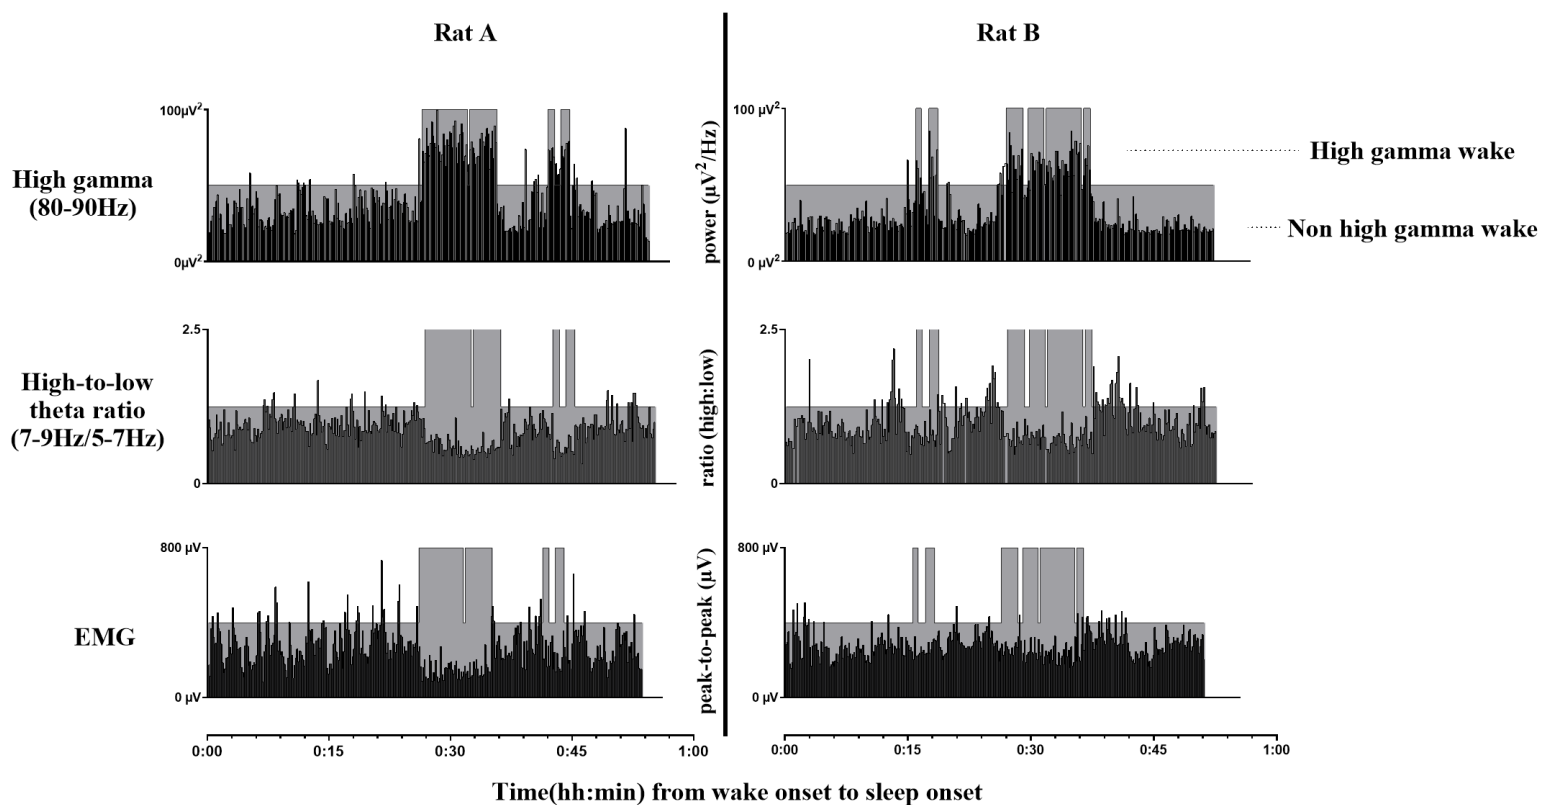 Rat A
Rat B
100µV2
0µV2
High gamma
(80-90Hz)
power (µV2/Hz)
100 µV2
0 µV2
High gamma wake
Non high gamma wake
2.5
0
High-to-low
theta ratio
(7-9Hz/5-7Hz)
ratio (high:low)
2.5
0
800 µV
0 µV
EMG
peak-to-peak (µV)
800 µV
0 µV
0:00 0:15 0:30 0:45 1:00
0:00 0:15 0:30 0:45 1:00
Time(hh:min) from wake onset to sleep onset